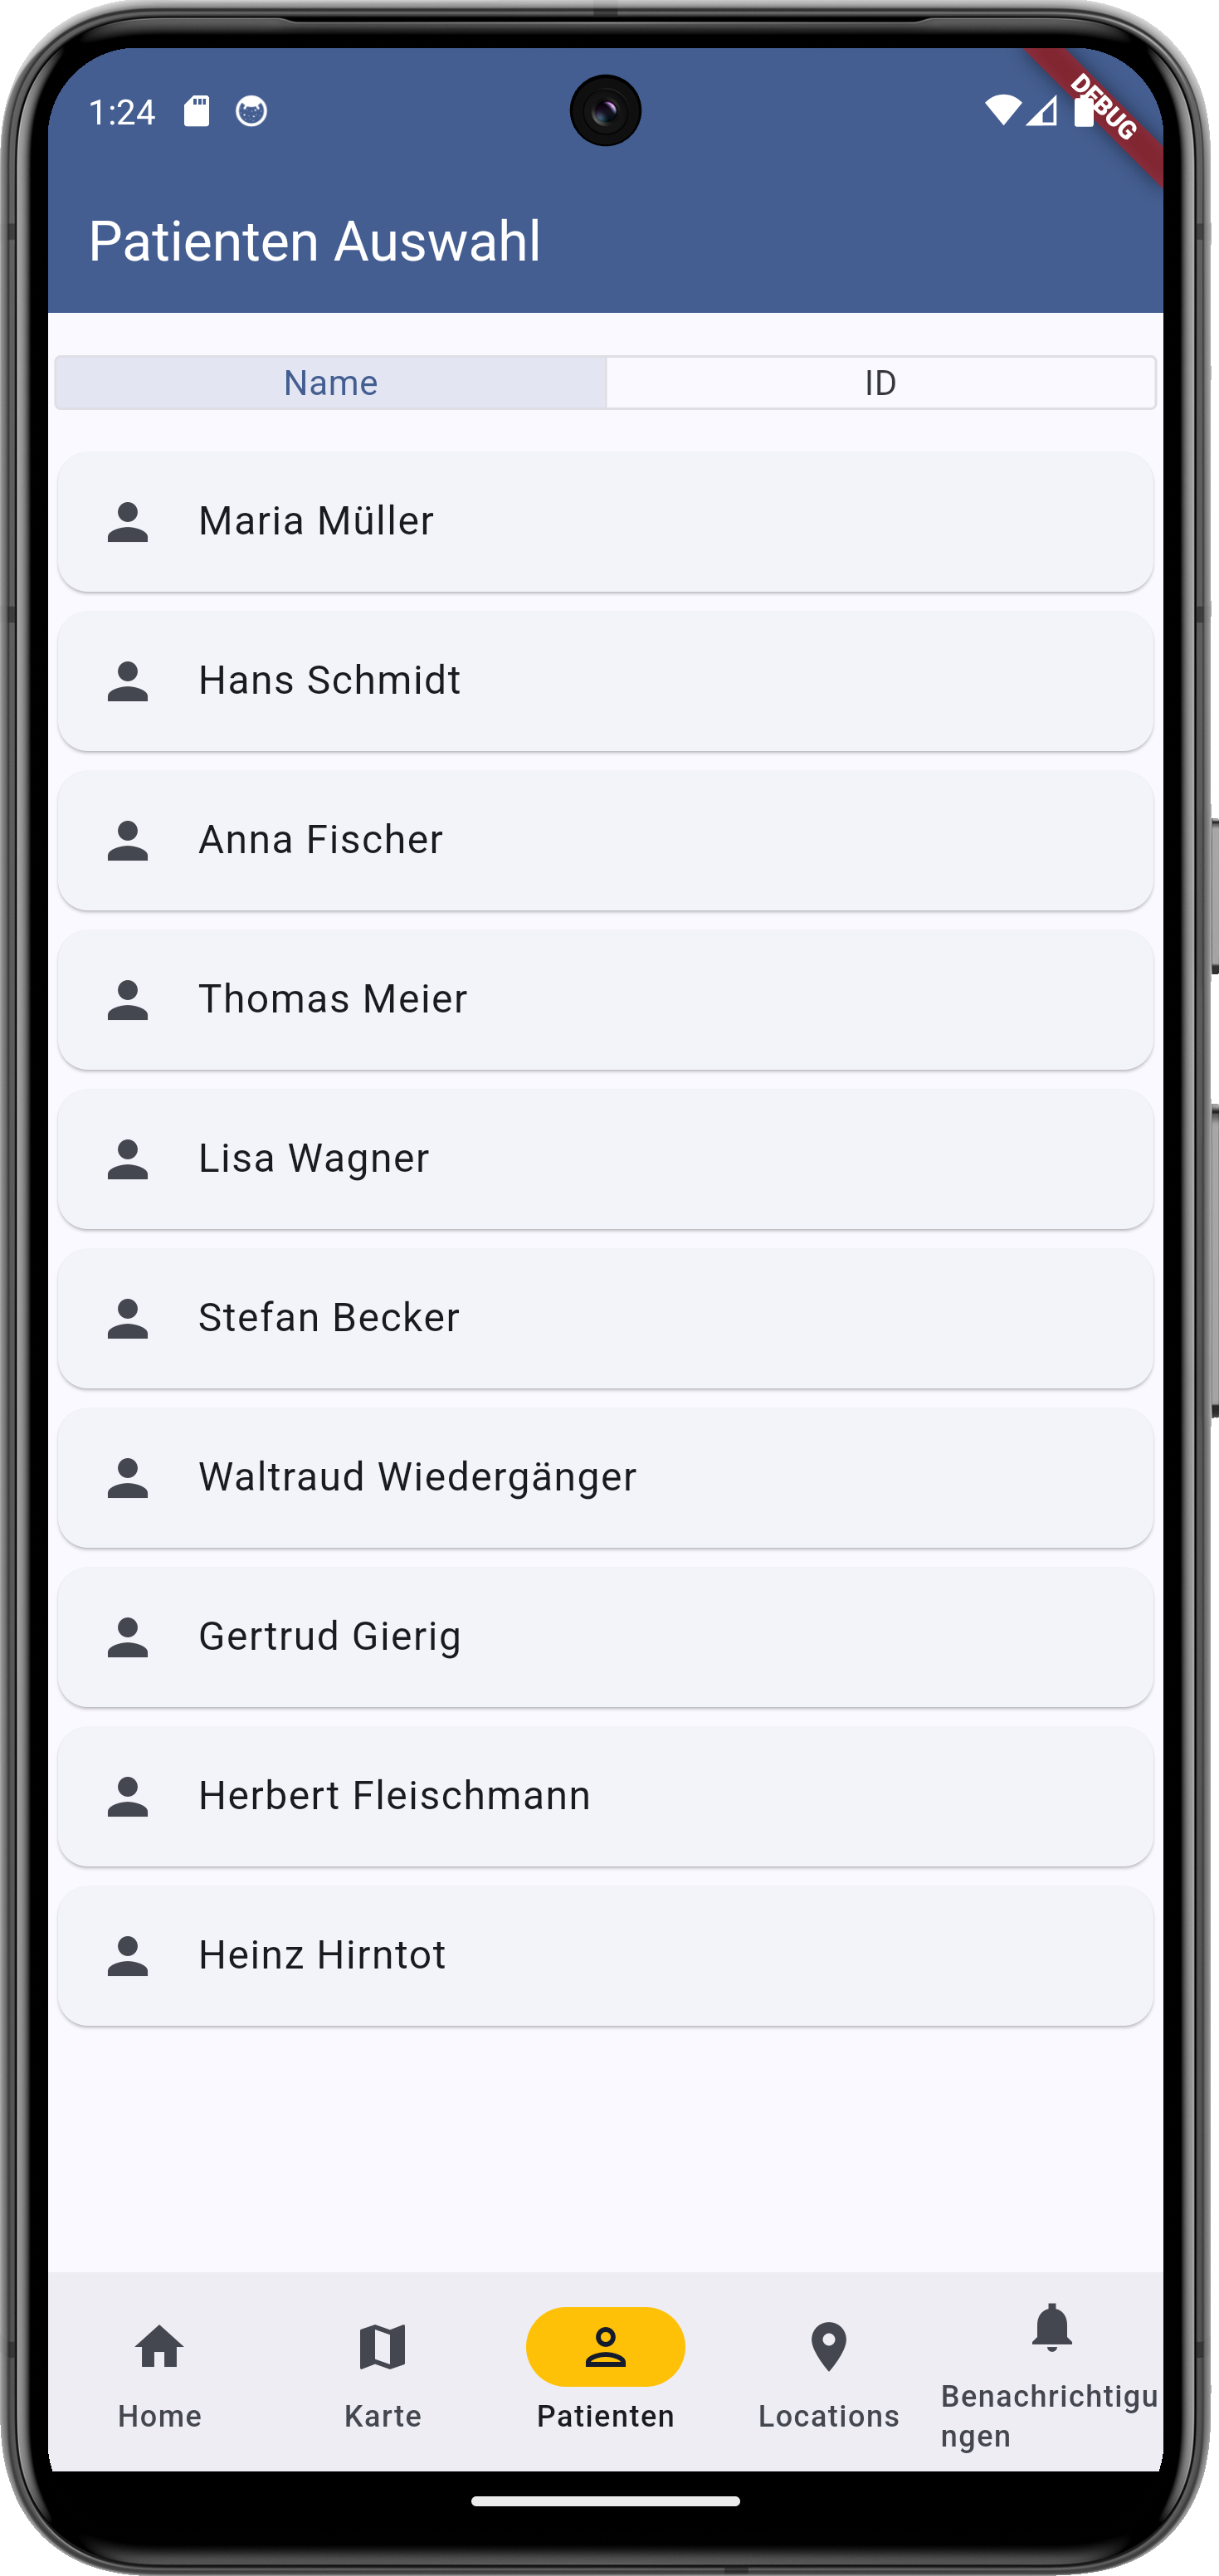 1:24
DEBUG
Patienten Auswahl
Name
ID
Maria Müller
Hans Schmidt
Anna Fischer
Thomas Meier
Lisa Wagner
Stefan Becker
Waltraud Wiedergänger
Gertrud Gierig
Herbert Fleischmann
Heinz Hirntot
Home
Karte
Patienten
Locations
Benachrichtigu
ngen